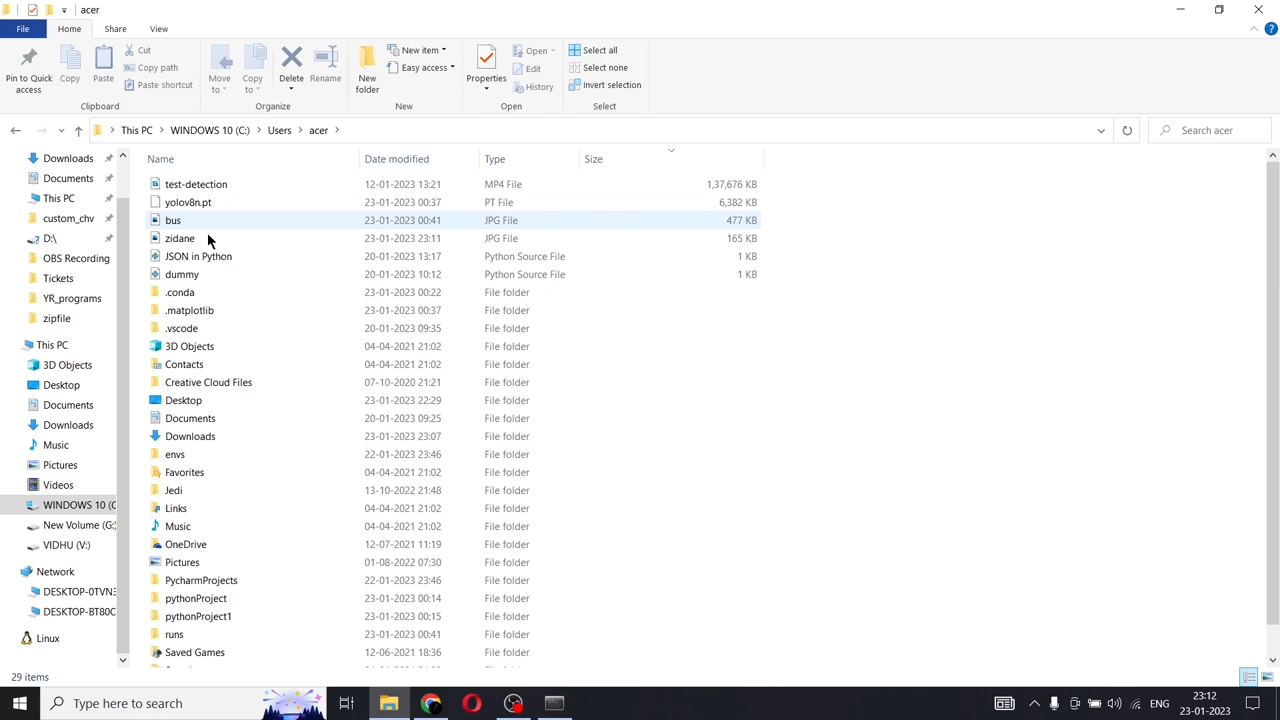 acer
File Home Share View
Pin to Quick access
Copy
Paste
Cut
Copy path
Paste shortcut
Clipboard
Move to
Copy to
Delete
Rename
Organize
New folder
New item
Easy access
New
Properties
Open
Edit
History
Open
Select all
Select none
Invert selection
Select
This PC WINDOWS 10 (C:) Users acer
Search acer
Downloads
Documents
This PC
custom_chv
D:\
OBS Recording
Tickets
YR_programs
zipfile
This PC
3D Objects
Desktop
Documents
Downloads
Music
Pictures
Videos
WINDOWS 10 (C
New Volume (G:)
VIDHU (V:)
Network
DESKTOP-0TVN3
DESKTOP-BT80C
Linux
Name Date modified Type Size
test-detection 12-01-2023 13:21 MP4 File 1,37,676 KB
yolov8n.pt 23-01-2023 00:37 PT File 6,382 KB
bus 23-01-2023 00:41 JPG File 477 KB
zidane 23-01-2023 23:11 JPG File 165 KB
JSON in Python 20-01-2023 13:17 Python Source File 1 KB
dummy 20-01-2023 10:12 Python Source File 1 KB
.conda 23-01-2023 00:22 File folder
.matplotlib 23-01-2023 00:37 File folder
.vscode 20-01-2023 09:35 File folder
3D Objects 04-04-2021 21:02 File folder
Contacts 04-04-2021 21:02 File folder
Creative Cloud Files 07-10-2020 21:21 File folder
Desktop 23-01-2023 22:29 File folder
Documents 20-01-2023 09:25 File folder
Downloads 23-01-2023 23:07 File folder
envs 22-01-2023 23:46 File folder
Favorites 04-04-2021 21:02 File folder
Jedi 13-10-2022 21:48 File folder
Links 04-04-2021 21:02 File folder
Music 04-04-2021 21:02 File folder
OneDrive 12-07-2021 11:19 File folder
Pictures 01-08-2022 07:30 File folder
PycharmProjects 22-01-2023 23:46 File folder
pythonProject 23-01-2023 00:14 File folder
pythonProject1 23-01-2023 00:15 File folder
runs 23-01-2023 00:41 File folder
Saved Games 12-06-2021 18:36 File folder
29 items
Type here to search
ENG
23:12
23-01-2023